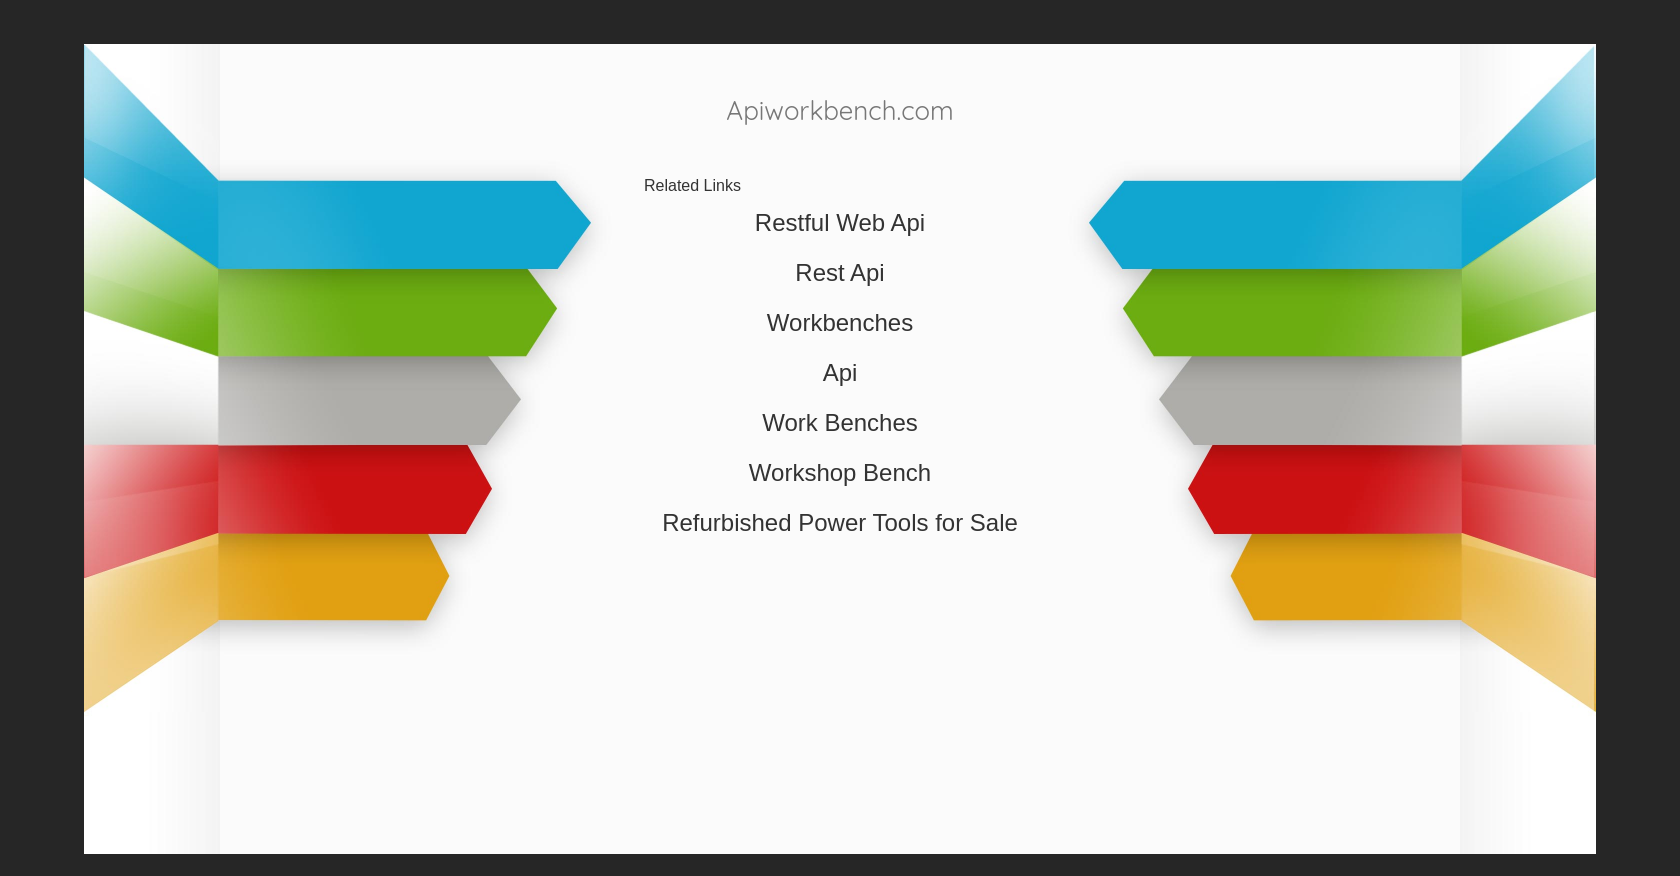 Apiworkbench.com
Related Links
Restful Web Api
Rest Api
Workbenches
Api
Work Benches
Workshop Bench
Refurbished Power Tools for Sale